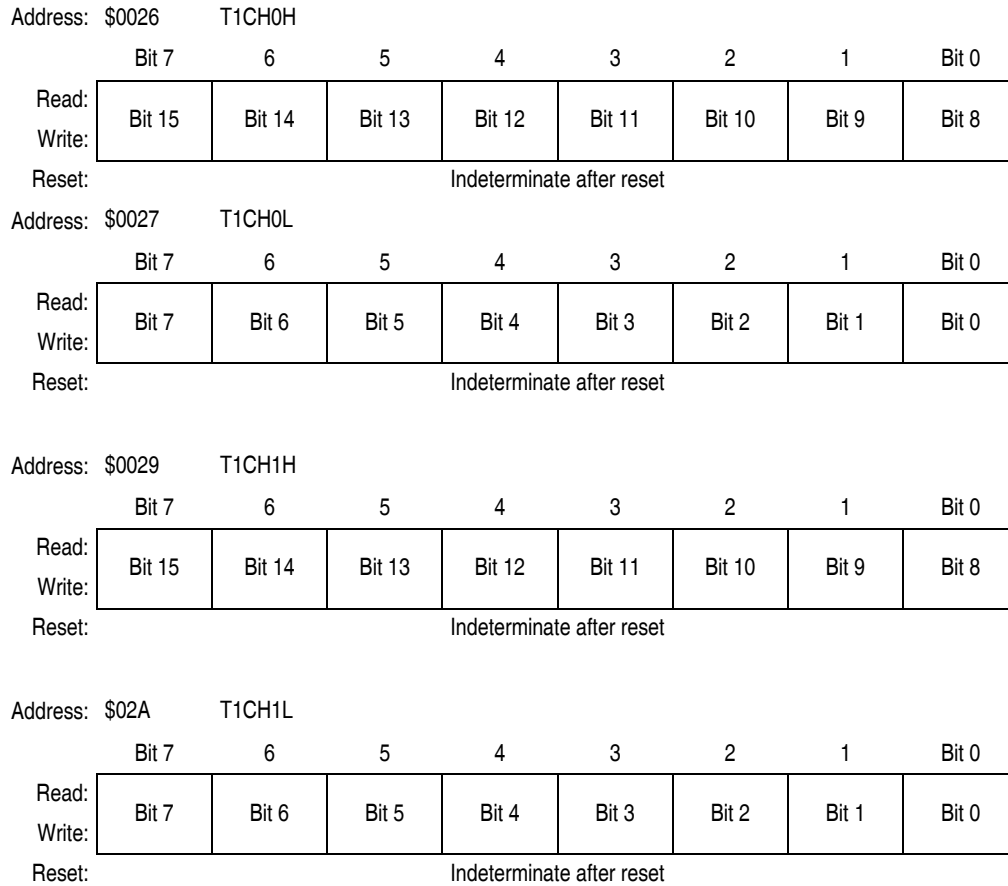 Address: $0026 T1CH0H
Bit 7 6 5 4 3 2 1 Bit 0
Read:
Bit 15 Bit 14 Bit 13 Bit 12 Bit 11 Bit 10 Bit 9 Bit 8
Write:
Reset: Indeterminate after reset
Address: $0027 T1CH0L
Bit 7 6 5 4 3 2 1 Bit 0
Read:
Bit 7 Bit 6 Bit 5 Bit 4 Bit 3 Bit 2 Bit 1 Bit 0
Write:
Reset: Indeterminate after reset
Address: $0029 T1CH1H
Bit 7 6 5 4 3 2 1 Bit 0
Read:
Bit 15 Bit 14 Bit 13 Bit 12 Bit 11 Bit 10 Bit 9 Bit 8
Write:
Reset: Indeterminate after reset
Address: $02A T1CH1L
Bit 7 6 5 4 3 2 1 Bit 0
Read:
Bit 7 Bit 6 Bit 5 Bit 4 Bit 3 Bit 2 Bit 1 Bit 0
Write:
Reset: Indeterminate after reset